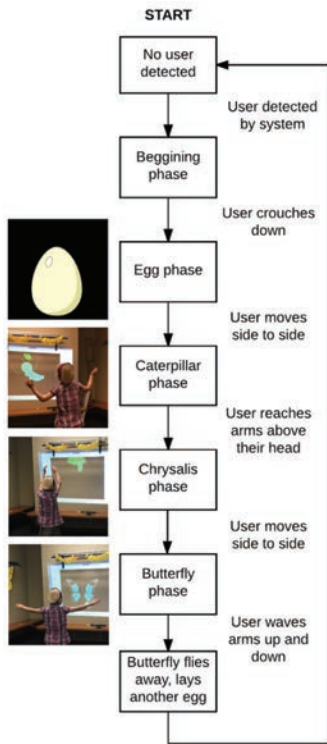 START
No user
detected
User detected
by system
Beggining
phase
User crouches
down
Egg phase
User moves
side to side
Caterpillar
phase
User reaches
arms above
their head
Chrysalis
phase
User moves
side to side
Butterfly
phase
User waves
arms up and
down
Butterfly flies
away, lays
another egg